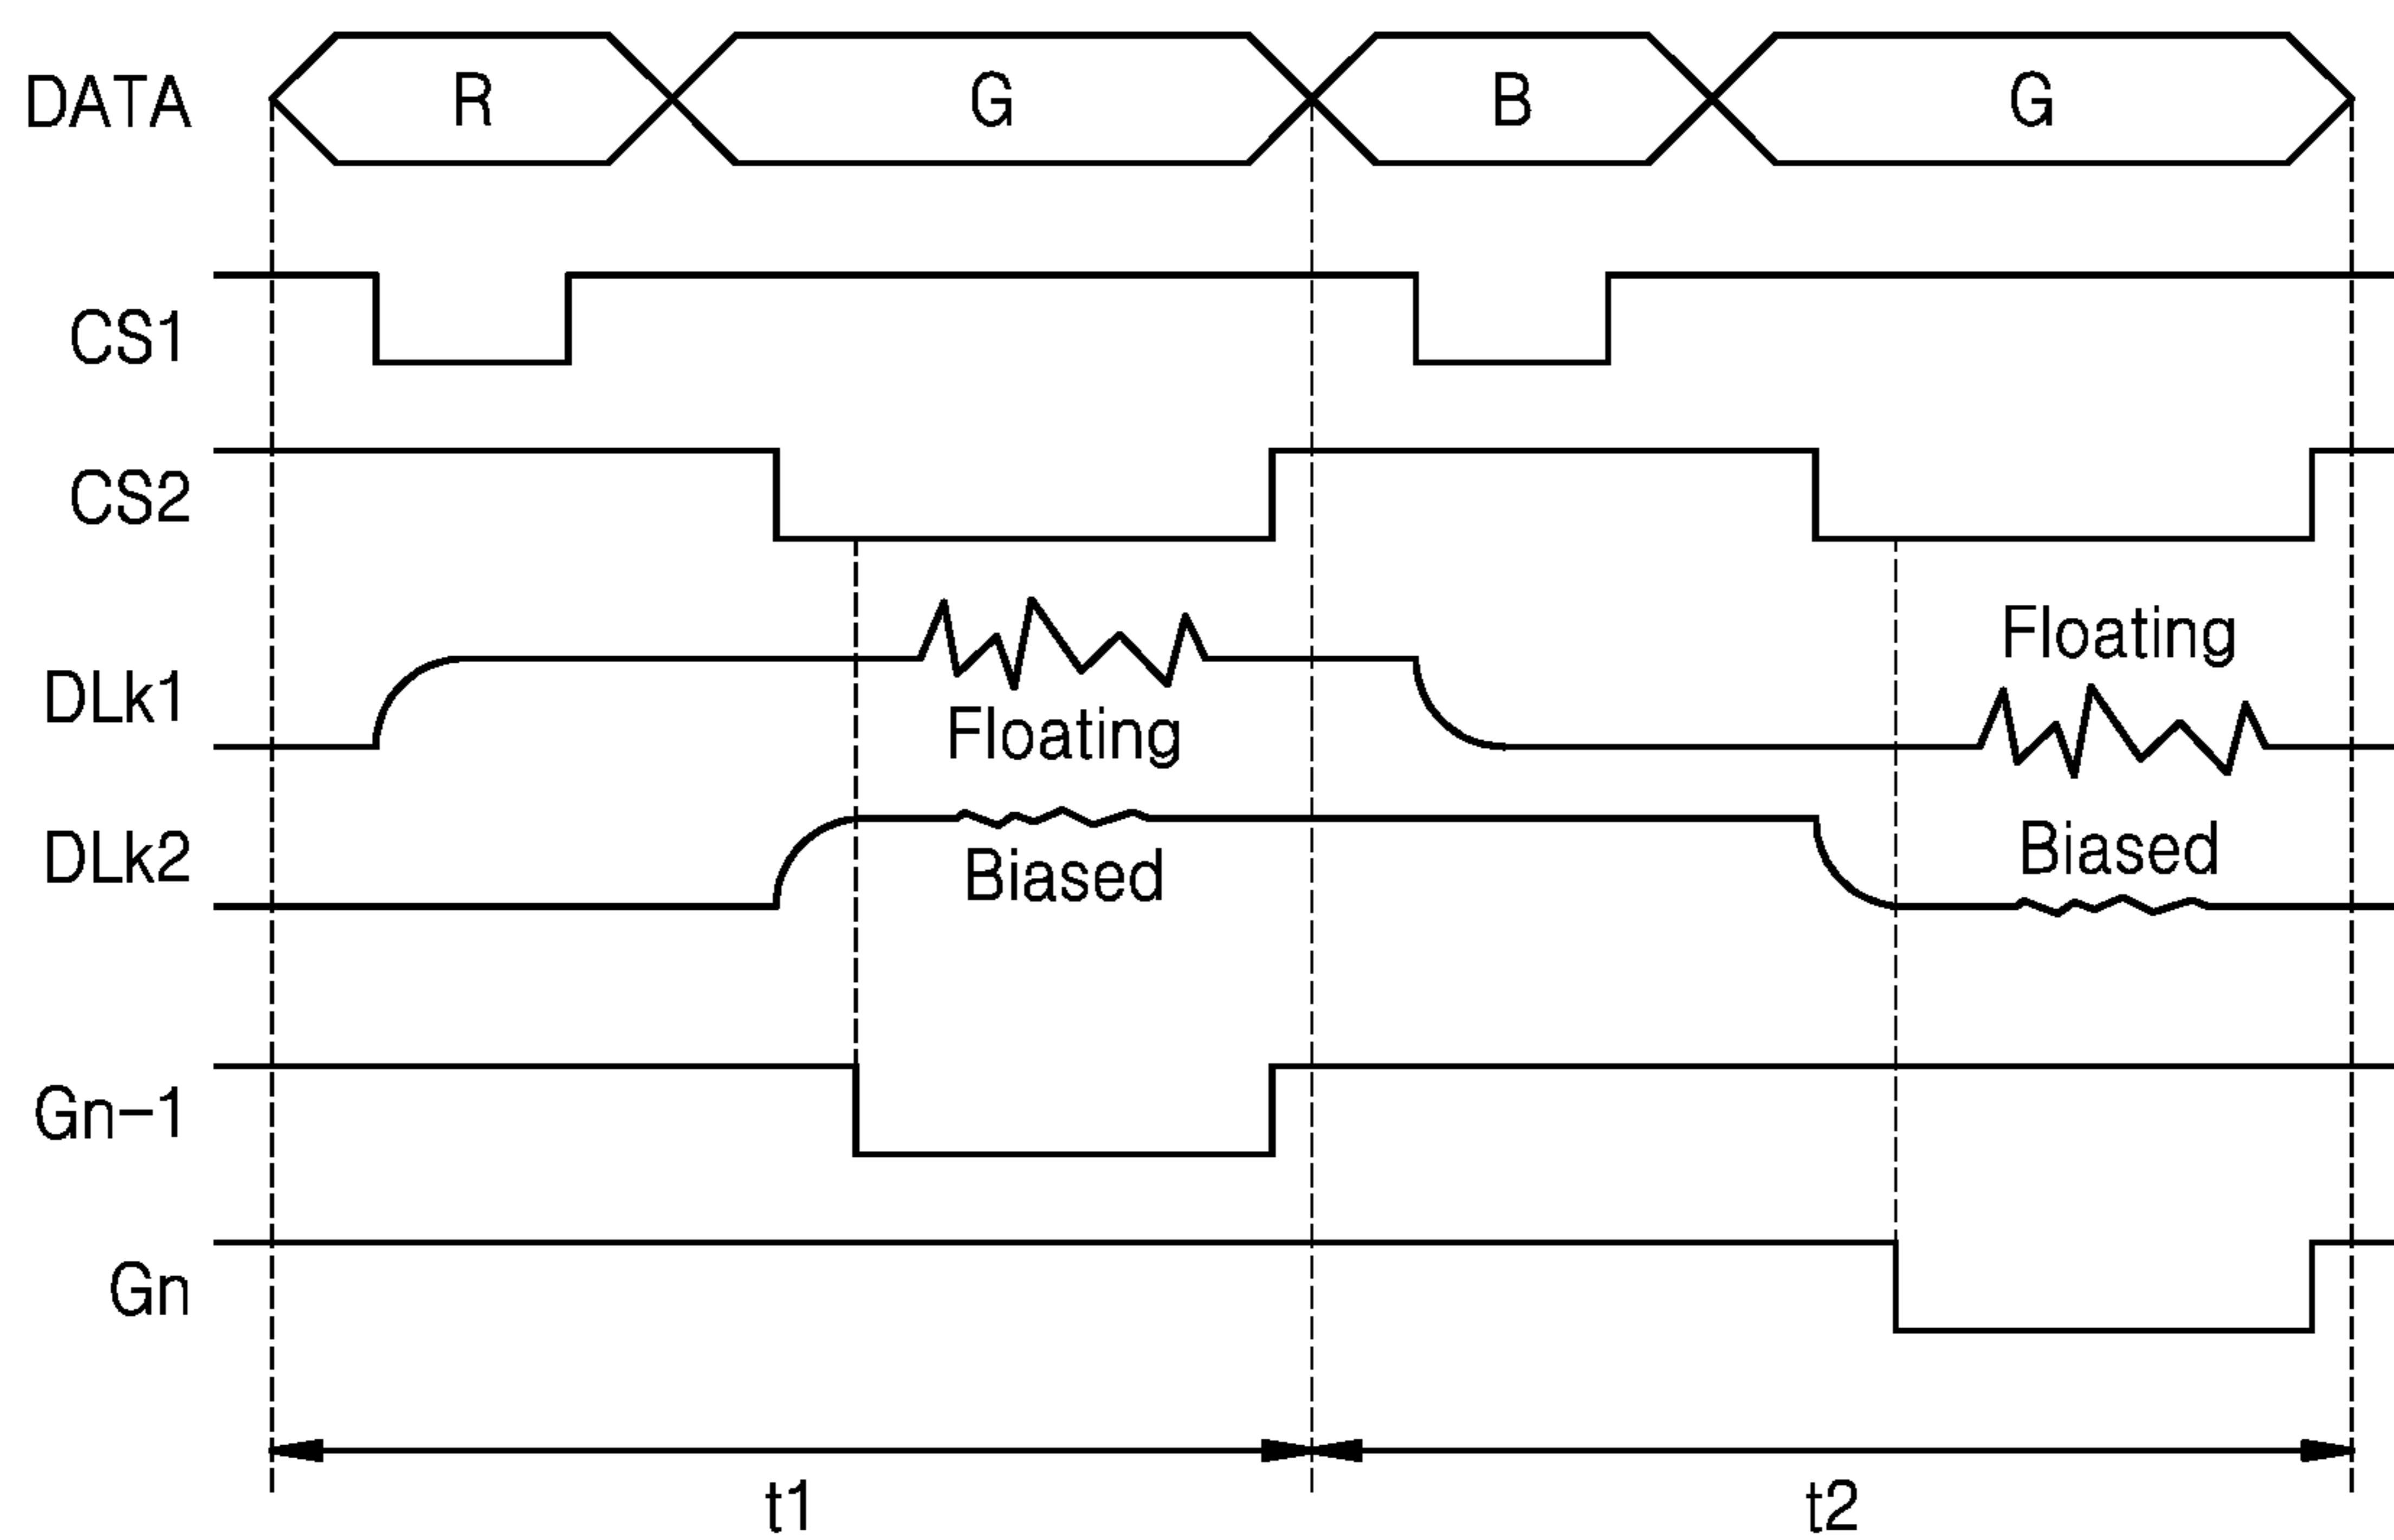 DATA R G B G
CS1
CS2
Floating
DLk1
Floating
DLk2
Biased
Biased
Gn-1
Gn
t1 t2